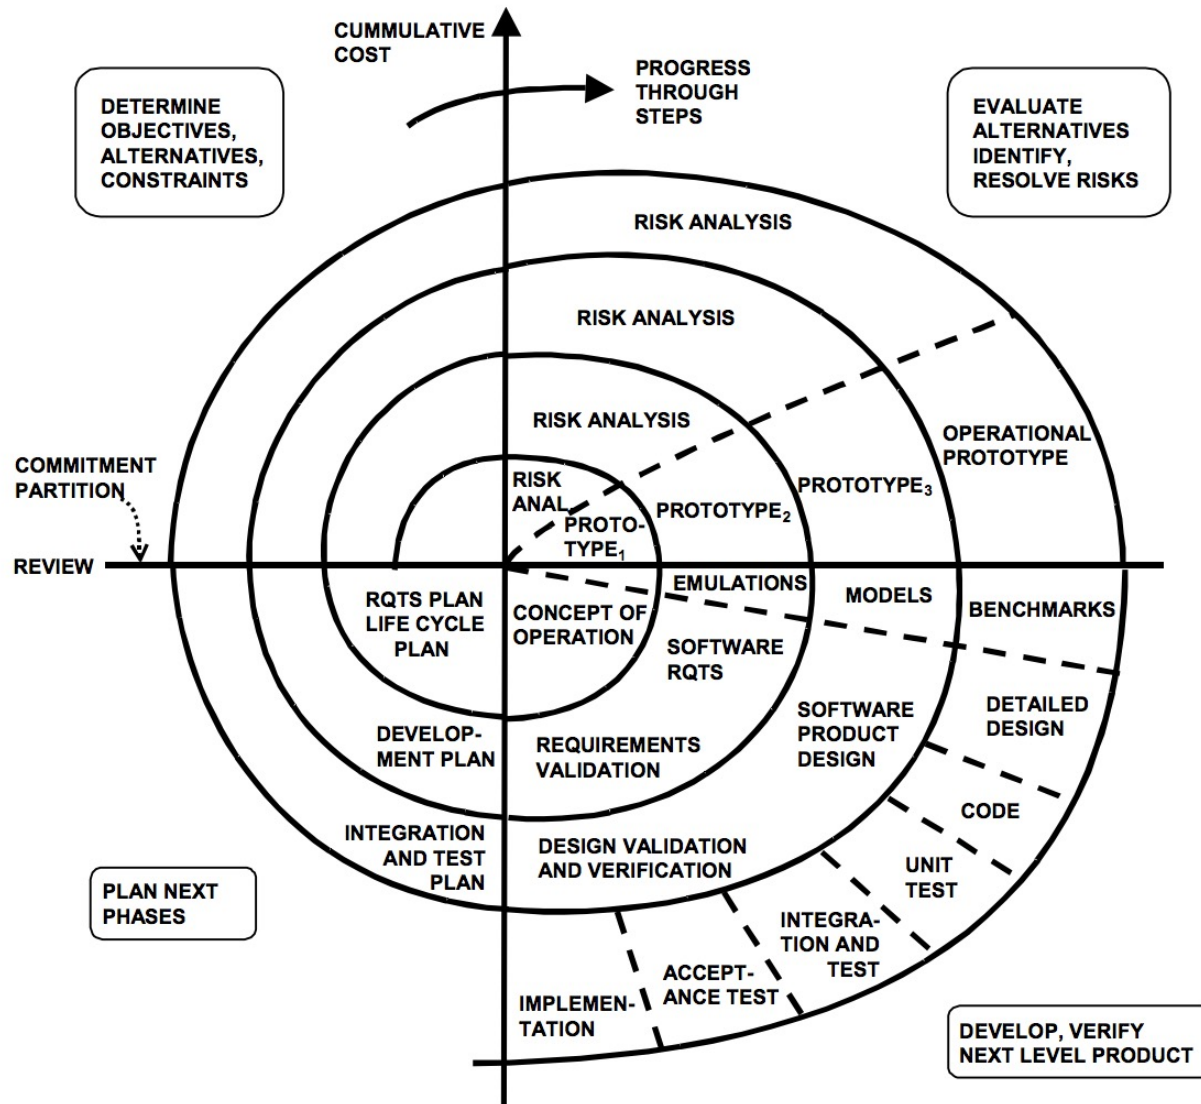 CUMMULATIVE
COST
PROGRESS
THROUGH
STEPS
DETERMINE
OBJECTIVES,
ALTERNATIVES,
CONSTRAINTS
EVALUATE
ALTERNATIVES
IDENTIFY,
RESOLVE RISKS
RISK ANALYSIS
RISK ANALYSIS
RISK ANALYSIS
RISK
ANAL.
OPERATIONAL
PROTOTYPE
PROTOTYPE₃
PROTOTYPE₂
PROTO-
TYPE₁
COMMITMENT
PARTITION
REVIEW
EMULATIONS
MODELS
BENCHMARKS
RQTS PLAN
LIFE CYCLE
PLAN
CONCEPT OF
OPERATION
SOFTWARE
RQTS
SOFTWARE
PRODUCT
DESIGN
DETAILED
DESIGN
DEVELOP-
MENT PLAN
REQUIREMENTS
VALIDATION
CODE
INTEGRATION
AND TEST
PLAN
DESIGN VALIDATION
AND VERIFICATION
UNIT
TEST
PLAN NEXT
PHASES
INTEGRA-
TION AND
TEST
ACCEPT-
ANCE TEST
IMPLEMEN-
TATION
DEVELOP, VERIFY
NEXT LEVEL PRODUCT